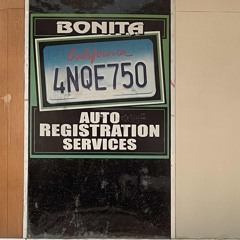 BONITA
California
4NQE750
AUTO
REGISTRATION
SERVICES